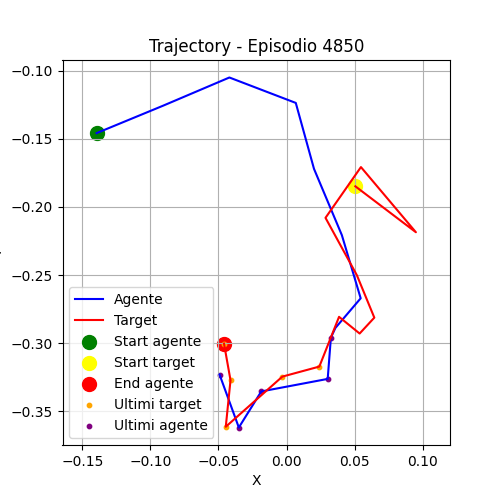 Trajectory - Episodio 4850
−0.10
−0.15
−0.20
−0.25
−0.30
−0.35
Agente
Target
Start agente
Start target
End agente
Ultimi target
Ultimi agente
−0.15
−0.10
−0.05
0.00
0.05
0.10
X